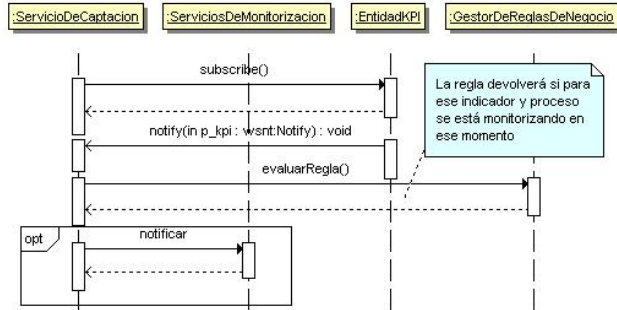 :ServicioDeCaptacion
:ServiciosDeMonitorizacion
:EntidadKPI
:GestorDeReglasDeNegocio
subscribe()
La regla devolverá si para
ese indicador y proceso
se está monitorizando en
ese momento
notify(in p_kpi : wsnt:Notify) : void
evaluarRegla()
opt
notificar